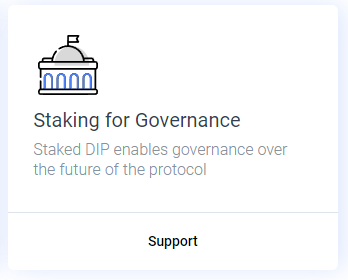 Staking for Governance
Staked DIP enables governance over
the future of the protocol
Support